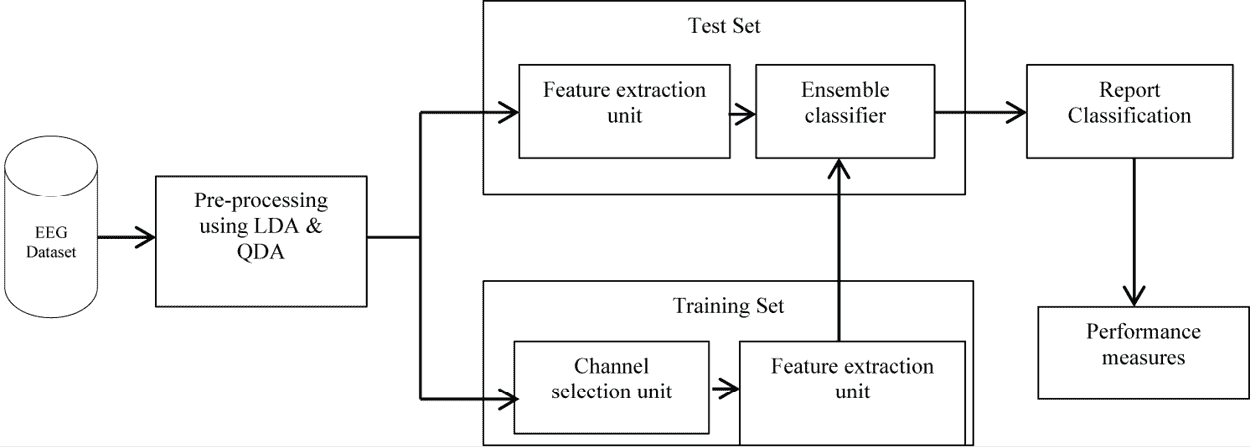 Test Set
Feature extraction
unit
Ensemble
classifier
Report
Classification
EEG
Dataset
Pre-processing
using LDA &
QDA
Training Set
Channel
selection unit
Feature extraction
unit
Performance
measures